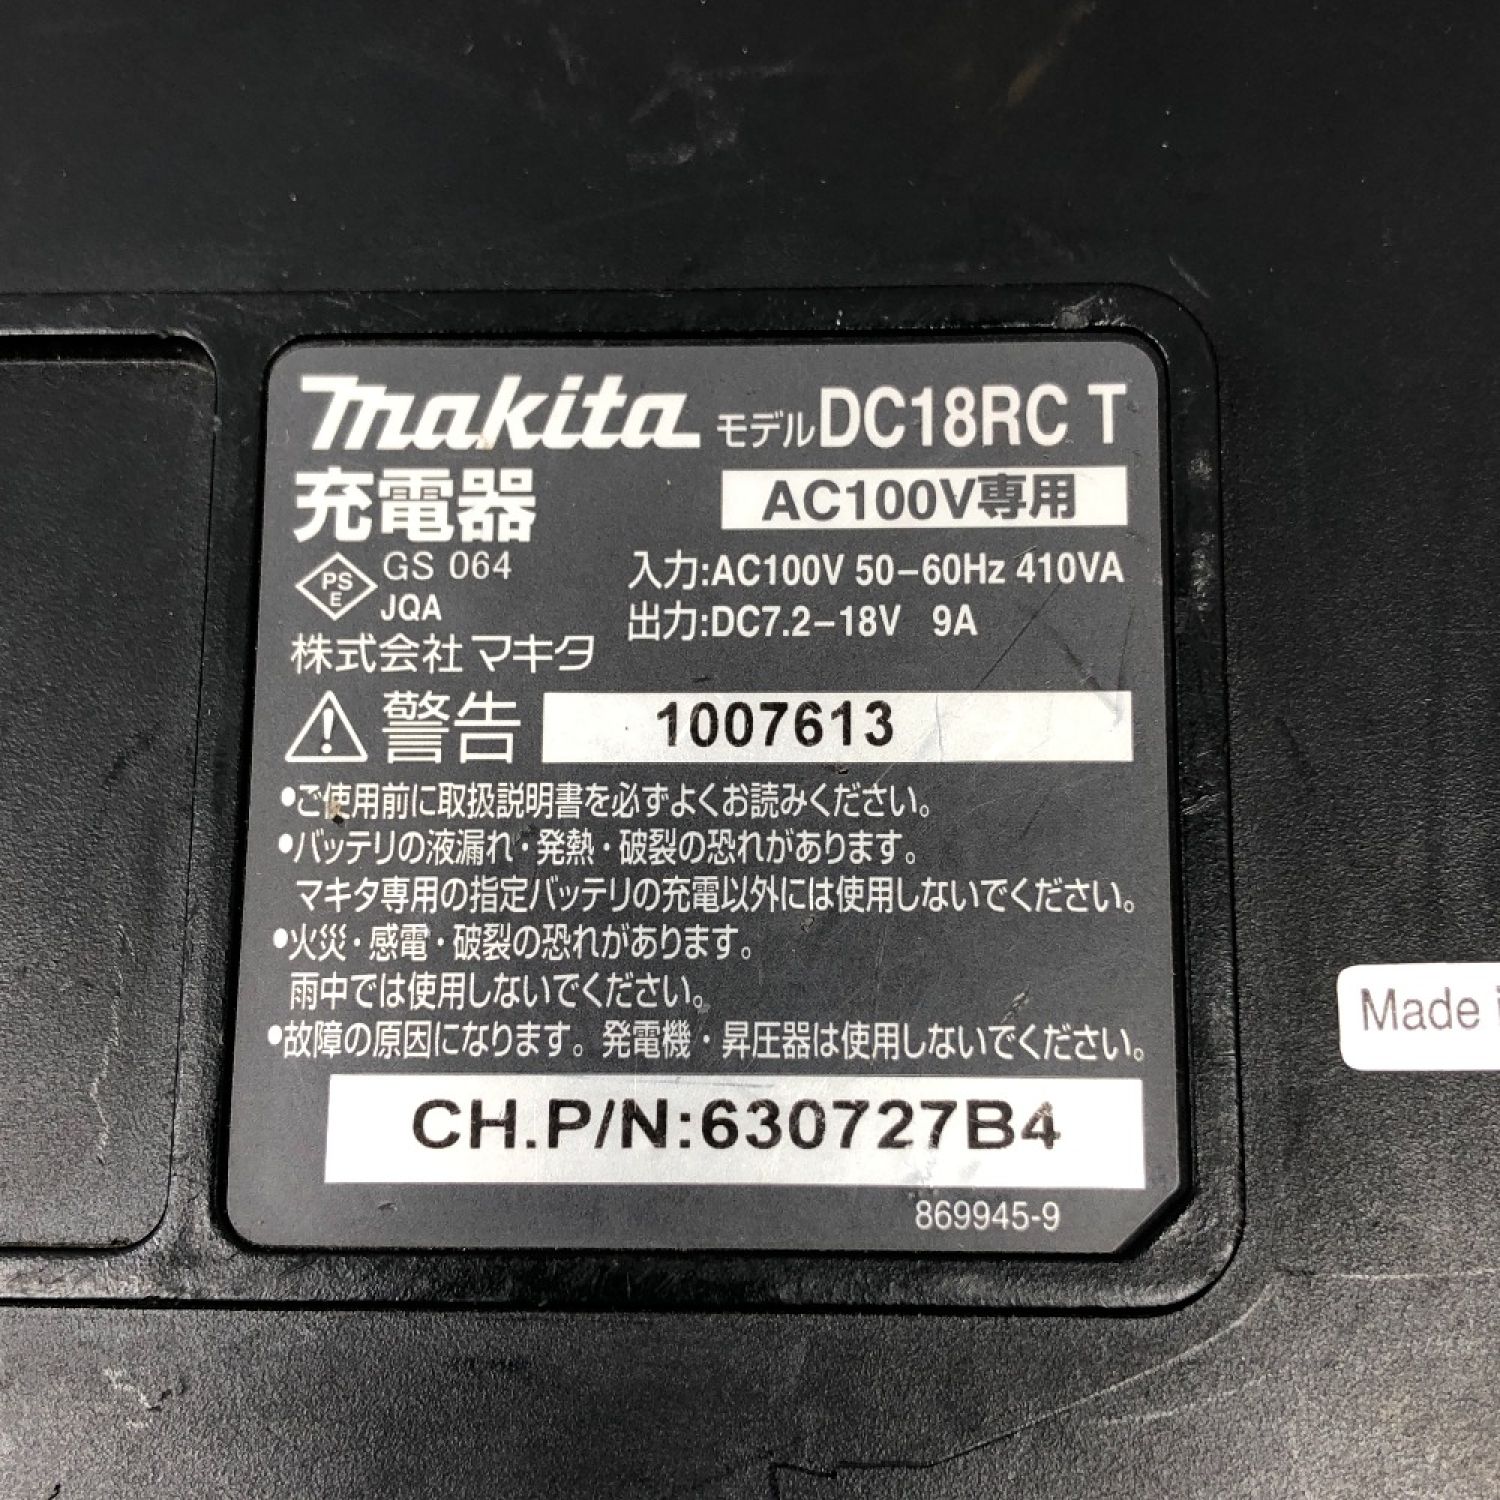 makita モデルDC18RC T
充電器 AC100V専用
PSE GS 064
JQA
入力:AC100V 50–60Hz 410VA
出力:DC7.2–18V 9A
株式会社 マキタ
警告 1007613
•ご使用前に取扱説明書を必ずよくお読みください。
•バッテリの液漏れ・発熱・破裂の恐れがあります。
マキタ専用の指定バッテリの充電以外には使用しないでください。
•火災・感電・破裂の恐れがあります。
雨中では使用しないでください。
•故障の原因になります。発電機・昇圧器は使用しないでください。
CH.P/N:630727B4
869945-9
Made